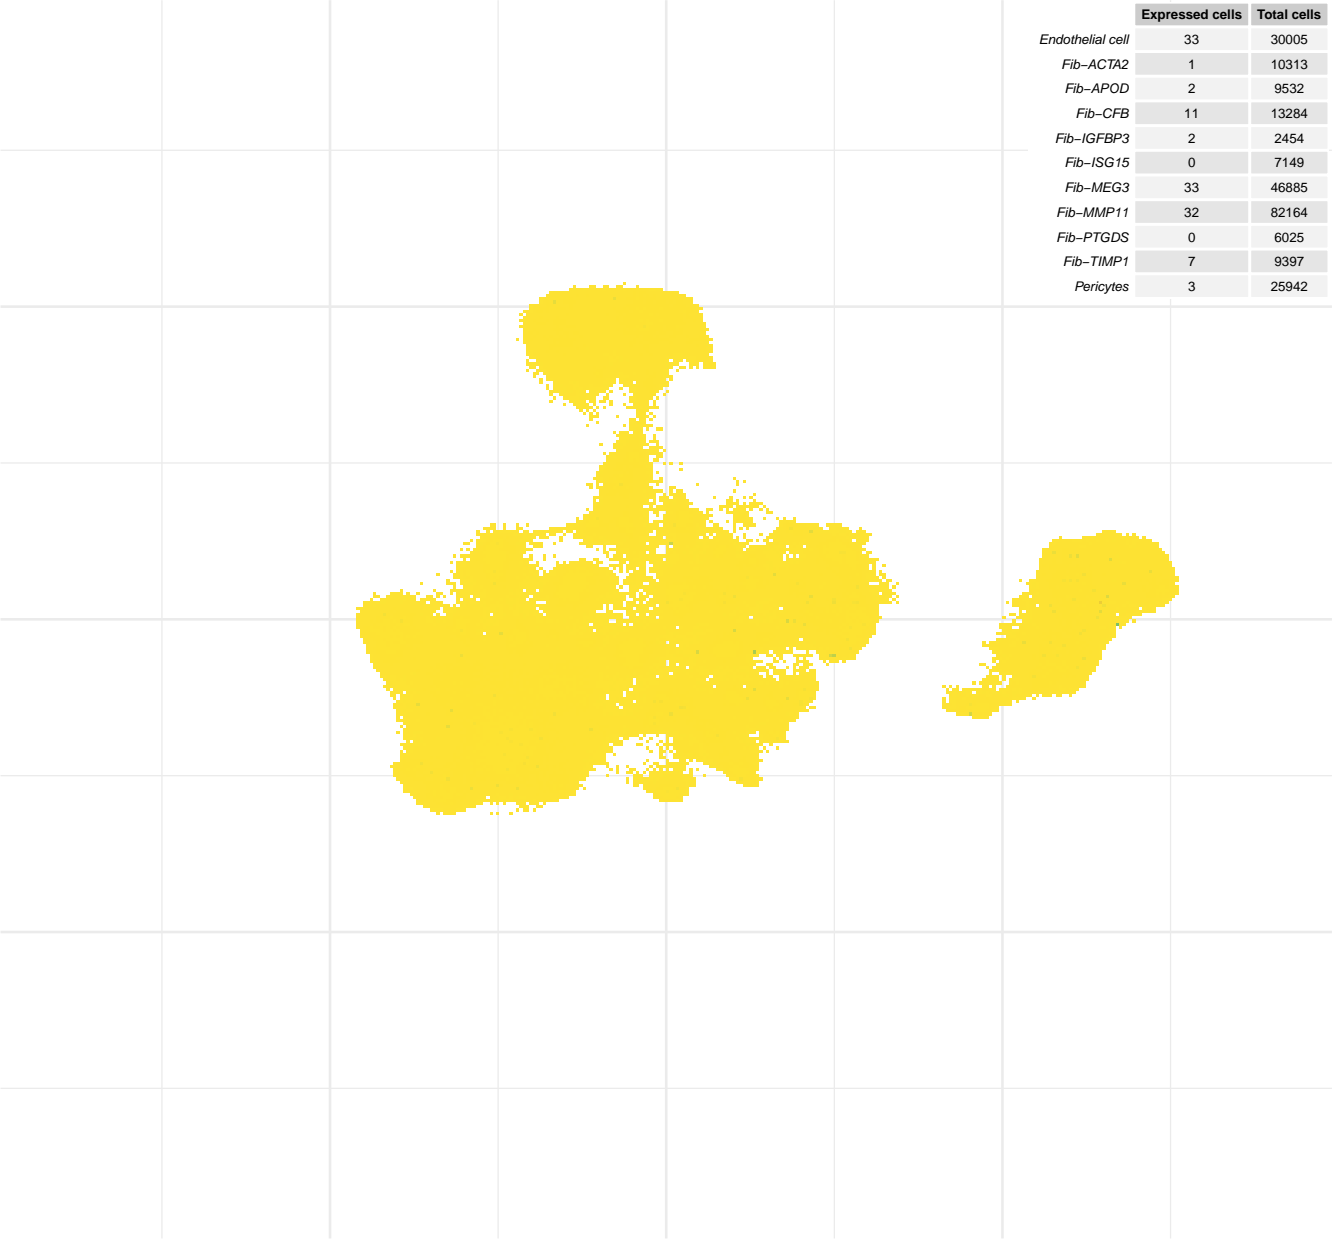 Expressed cells Total cells
Endothelial cell 33 30005
Fib−ACTA2 1 10313
Fib−APOD 2 9532
Fib−CFB 11 13284
Fib−IGFBP3 2 2454
Fib−ISG15 0 7149
Fib−MEG3 33 46885
Fib−MMP11 32 82164
Fib−PTGDS 0 6025
Fib−TIMP1 7 9397
Pericytes 3 25942